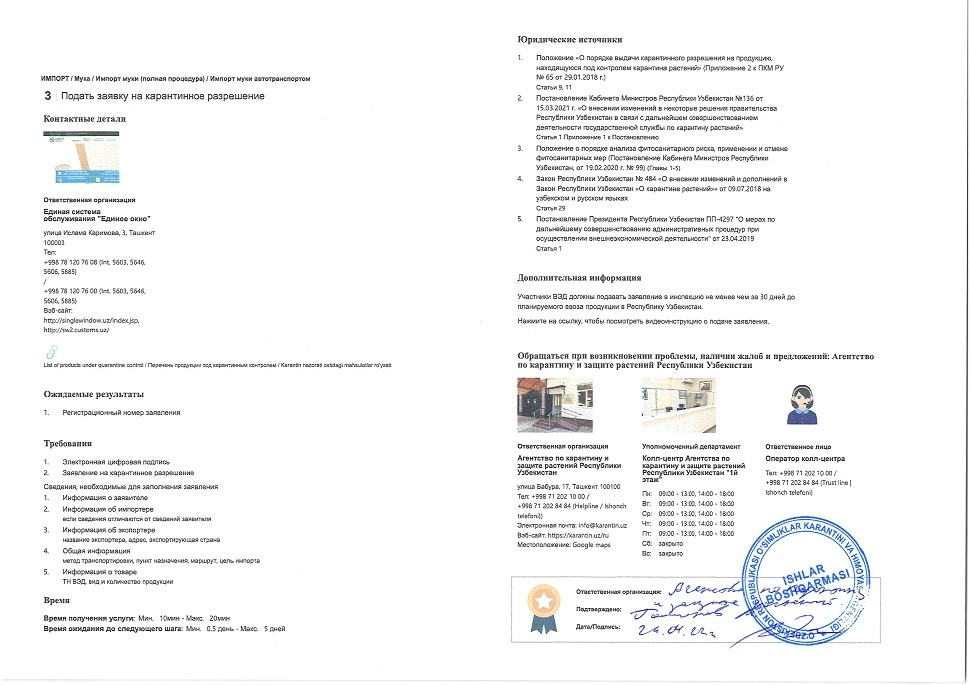 ИМПОРТ / Мука / Импорт муки (полная процедура) / Импорт муки автотранспортом
3 Подать заявку на карантинное разрешение
Контактные детали
Ответственная организация
Единая система
обслуживания "Единое окно"
улица Ислама Каримова, 3, Ташкент
100003
Тел:
+998 78 120 76 08 (Int. 5603, 5646,
5606, 5885)
/
+998 78 120 76 00 (Int. 5603, 5646,
5606, 5885)
Вэб-сайт:
http://singlewindow.uz/index.jsp,
http://sw2.customs.uz/
List of products under quarantine control / Перечень продукции под карантинным контролем / Karantin nazorati ostidagi mahsulotlar ro'yxati
Ожидаемые результаты
1. Регистрационный номер заявления
Требования
1. Электронная цифровая подпись
2. Заявление на карантинное разрешение
Сведения, необходимые для заполнения заявления
1. Информация о заявителе
2. Информация об импортере
если сведения отличаются от сведений заявителя
3. Информация об экспортере
название экспортера, адрес, экспортирующая страна
4. Общая информация
метод транспортировки, пункт назначения, маршрут, цель импорта
5. Информация о товаре
ТН ВЭД, вид и количество продукции
Время
Время получения услуги: Мин. 10мин - Макс. 20мин
Время ожидания до следующего шага: Мин. 0.5 день - Макс. 5 дней
Юридические источники
1. Положение «О порядке выдачи карантинного рзрешения на продукцию,
находящуюся под контролем карантина растений» (Приложение 2 к ПКМ РУ
№ 65 от 29.01.2018 г.)
Статьи 9, 11
2. Постановление Кабинета Министров Республики Узбекистан №136 от
15.03.2021 г. «О внесении изменений в некоторые решения правительства
Республики Узбекистан в связи с дальнейшем совершенствованием
деятельности государственной службы по карантину растений»
Статья 1 Приложение 1 к Постановлению
3. Положение о порядке анализа фитосанитарного риска, применении и отмене
фитосанитарных мер (Постановление Кабинета Министров Республики
Узбекистан, от 19.02.2020 г. № 99) (Главы 1-5)
4. Закон Республики Узбекистан № 484 «О внесении изменений и дополнений в
Закон Республики Узбекистан «О карантине растений»» от 09.07.2018 на
узбекском и русском языках
Статья 29
5. Постановление Президента Республики Узбекистан ПП-4297 "О мерах по
дальнейшему совершенствованию административных процедур при
осуществлении внешнеэкономической деятельности" от 23.04.2019
Статья 1
Дополнительная информация
Участники ВЭД должны подавать заявление в инспекцию не менее чем за 30 дней до
планируемого ввоза продукции в Республику Узбекистан.
Нажмите на ссылку, чтобы посмотреть видеоинструкцию о подаче заявления.
Обращаться при возникновении проблемы, наличии жалоб и предложений: Агентство
по карантину и защите растений Республики Узбекистан
Ответственная организация
Агентство по карантину и
защите растений Республики
Узбекистан
улица Бабура, 17, Ташкент 100100
Тел: +998 71 202 10 00 /
+998 71 202 84 84 (Helpline / Ishonch
telefoni))
Электронная почта: info@karantin.uz
Вэб-сайт: https://karantin.uz/ru
Местоположение: Google maps
Уполномоченный департамент
Колл-центр Агентства по
карантину и защите растений
Республики Узбекистан "1й
этаж"
Пн: 09:00 - 13:00, 14:00 - 18:00
Вт: 09:00 - 13:00, 14:00 - 18:00
Ср: 09:00 - 13:00, 14:00 - 18:00
Чт: 09:00 - 13:00, 14:00 - 18:00
Пт: 09:00 - 13:00, 14:00 - 18:00
Сб: закрыто
Вс: закрыто
Ответственное лицо
Оператор колл-центра
Тел: +998 71 202 10 00 /
+998 71 202 84 84 (Trust line |
Ishonch telefoni)
Ответственная организация:
Подтверждено:
Дата/Подпись:
ISHLAR
BOSHQARMASI